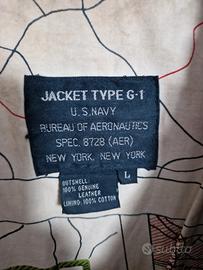 JACKET TYPE G-1
U.S. NAVY
BUREAU OF AERONAUTICS
SPEC. 8728 (AER)
NEW YORK, NEW YORK
OUTSHELL:
100% GENUINE
LEATHER
LINING: 100% COTTON
L
subito